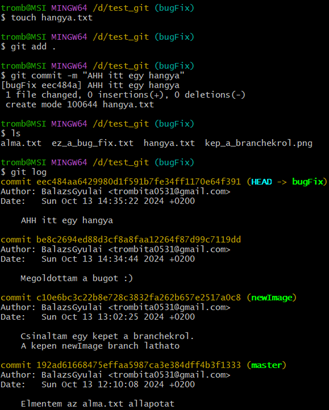 tromb@MSI MINGW64 /d/test_git (bugFix)
$ touch hangya.txt
tromb@MSI MINGW64 /d/test_git (bugFix)
$ git add .
tromb@MSI MINGW64 /d/test_git (bugFix)
$ git commit -m "AHH itt egy hangya"
[bugFix eec484a] AHH itt egy hangya
1 file changed, 0 insertions(+), 0 deletions(-)
create mode 100644 hangya.txt
tromb@MSI MINGW64 /d/test_git (bugFix)
$ ls
alma.txt ez_a_bug_fix.txt hangya.txt kep_a_branchekrol.png
tromb@MSI MINGW64 /d/test_git (bugFix)
$ git log
commit eec484aa6429980d1f591b7fe34ff1170e64f391 (HEAD -> bugFix)
Author: BalazsGyulai <trombita0531@gmail.com>
Date: Sun Oct 13 14:35:22 2024 +0200
AHH itt egy hangya
commit be8c2694ed88d3cf8a8faa12264f87d99c7119dd
Author: BalazsGyulai <trombita0531@gmail.com>
Date: Sun Oct 13 14:34:44 2024 +0200
Megoldottam a bugot :)
commit c10e6bc3c22b8e728c3832fa262b657e2517a0c8 (newImage)
Author: BalazsGyulai <trombita0531@gmail.com>
Date: Sun Oct 13 13:02:25 2024 +0200
Csinaltam egy kepet a branchekrol.
A kepen newImage branch lathato
commit 192ad61668475effaa5987ca3e384dff4b3f1333 (master)
Author: BalazsGyulai <trombita0531@gmail.com>
Date: Sun Oct 13 12:10:08 2024 +0200
Elmentem az alma.txt allapotat